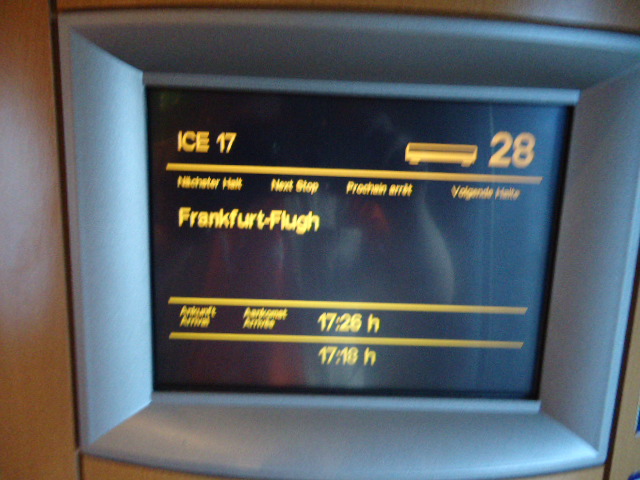 ICE 17 28
Nächster Halt Next Stop Prochain arrêt Volgende Halte
Frankfurt-Flugh
Ankunft Aankomst
Arrival Arrivée
17:26 h
17:18 h